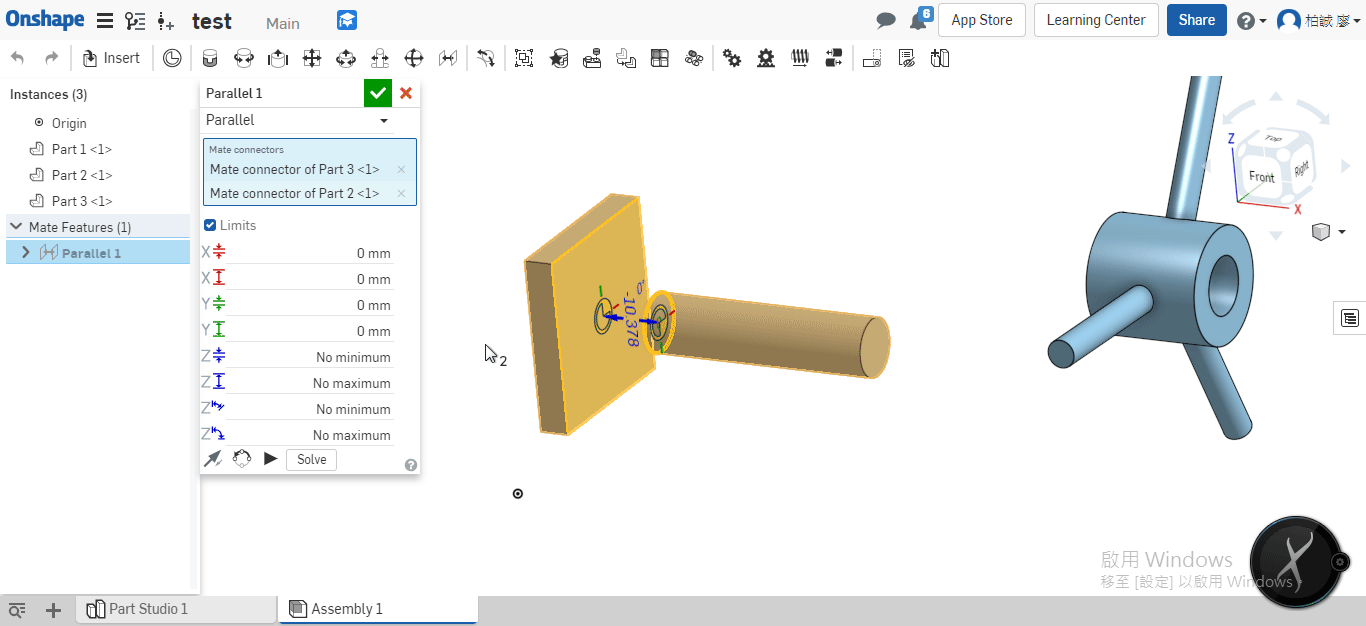 Onshape
test
Main
6
App Store
Learning Center
Share
柏誠 廖
Insert
Instances (3)
Origin
Part 1 <1>
Part 2 <1>
Part 3 <1>
Mate Features (1)
Parallel 1
Parallel 1
Parallel
Mate connectors
Mate connector of Part 3 <1>
Mate connector of Part 2 <1>
Limits
X 0 mm
X 0 mm
Y 0 mm
Y 0 mm
Z No minimum
Z No maximum
Z No minimum
Z No maximum
Solve
2
-10.378
0°
Z
Top
Front
Right
X
啟用 Windows
移至 [設定] 以啟用 Windows。
Part Studio 1
Assembly 1